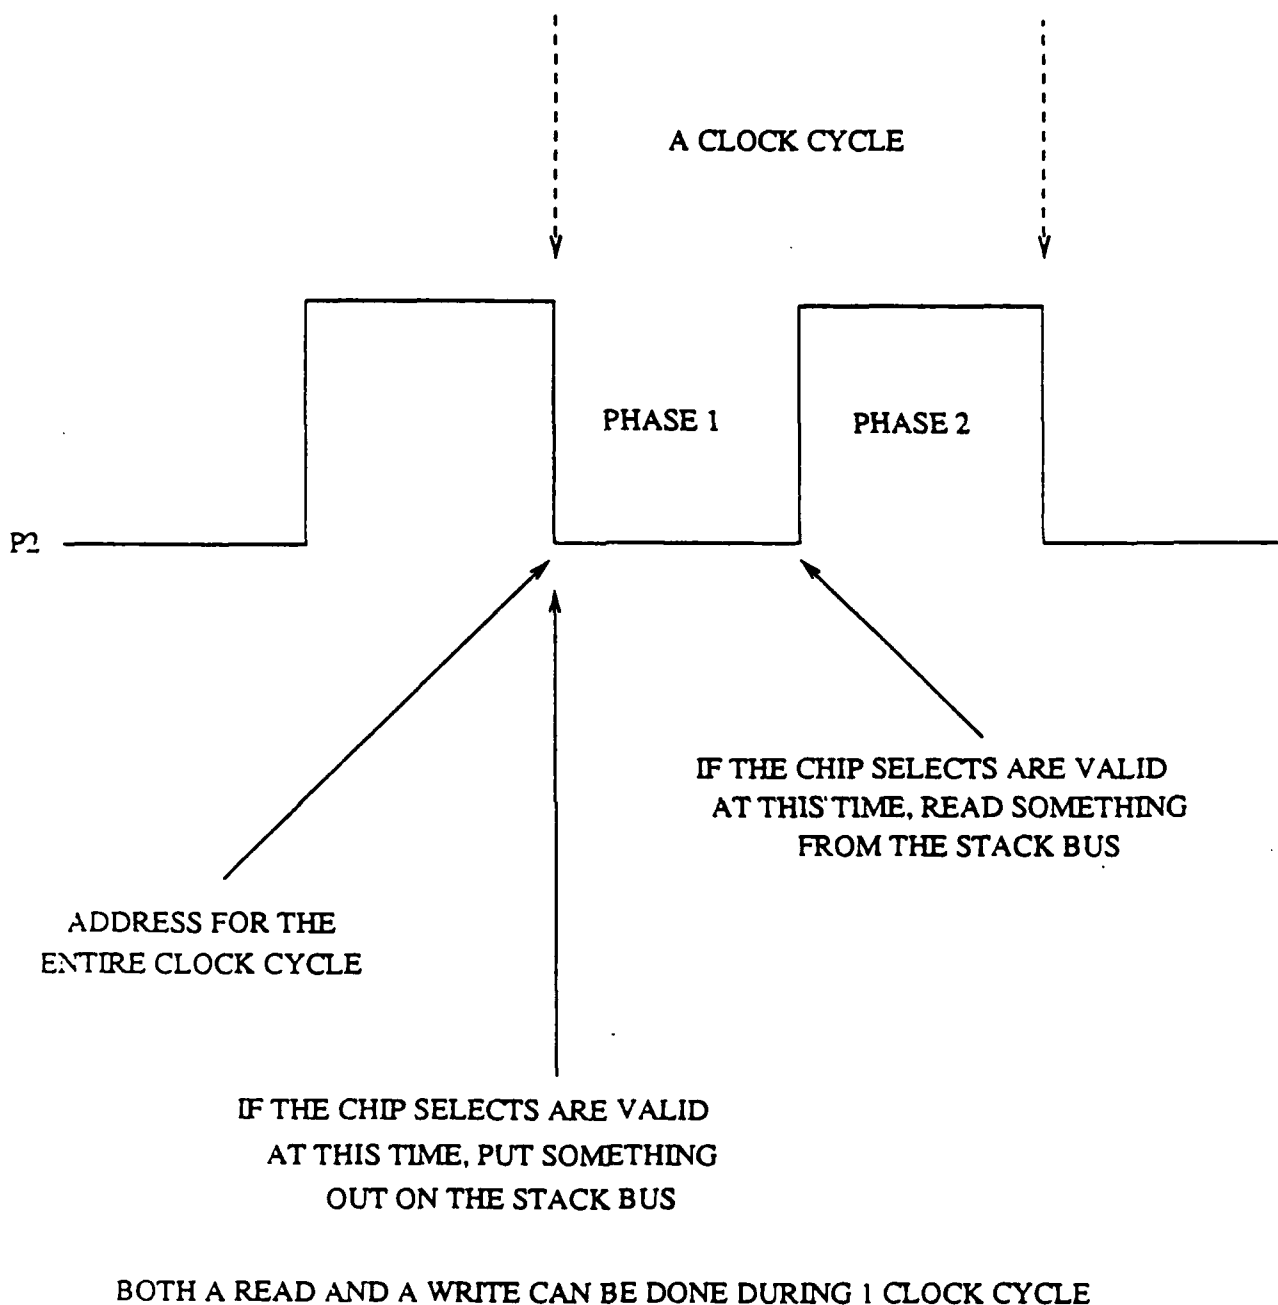 A CLOCK CYCLE
PHASE 1
PHASE 2
P2
IF THE CHIP SELECTS ARE VALID
AT THIS TIME, READ SOMETHING
FROM THE STACK BUS
ADDRESS FOR THE
ENTIRE CLOCK CYCLE
IF THE CHIP SELECTS ARE VALID
AT THIS TIME, PUT SOMETHING
OUT ON THE STACK BUS
BOTH A READ AND A WRITE CAN BE DONE DURING 1 CLOCK CYCLE